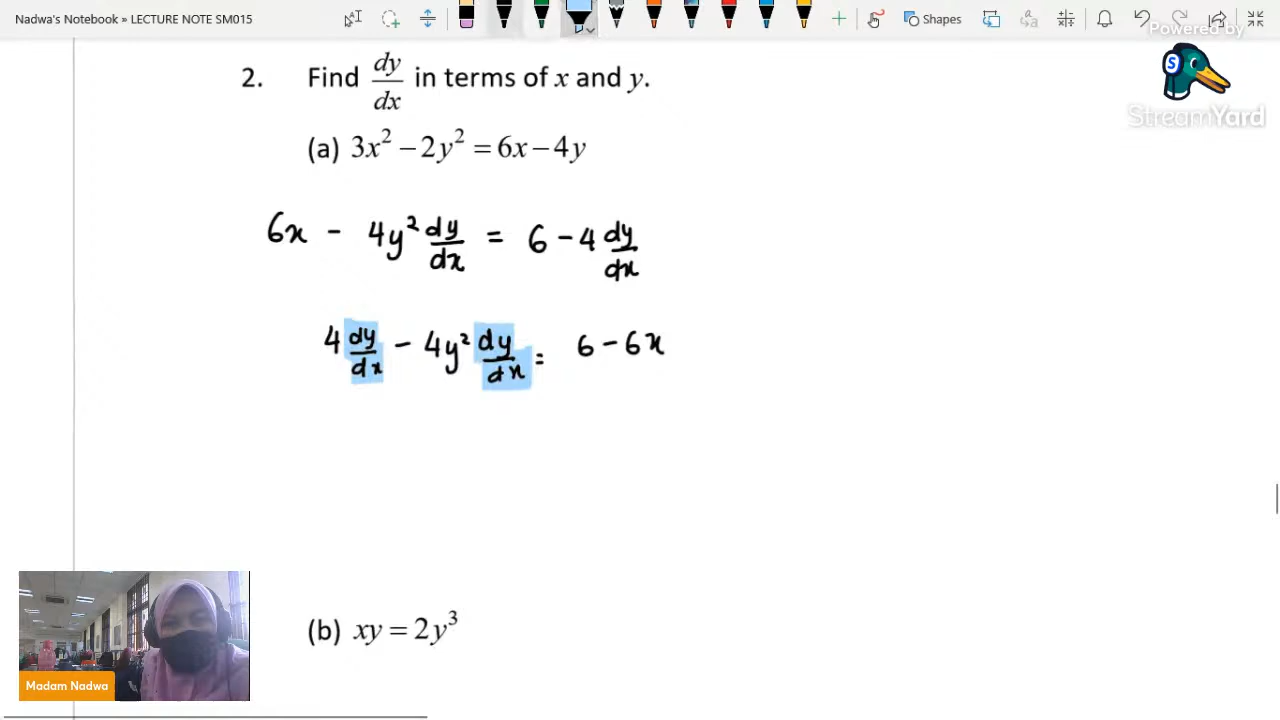 Nadwa's Notebook » LECTURE NOTE SM015
Shapes
Powered by
StreamYard
2. Find dy/dx in terms of x and y.
(a) 3x² − 2y² = 6x − 4y
6x − 4y² dy/dx = 6 − 4 dy/dx
4 dy/dx − 4y² dy/dx = 6 − 6x
(b) xy = 2y³
Madam Nadwa